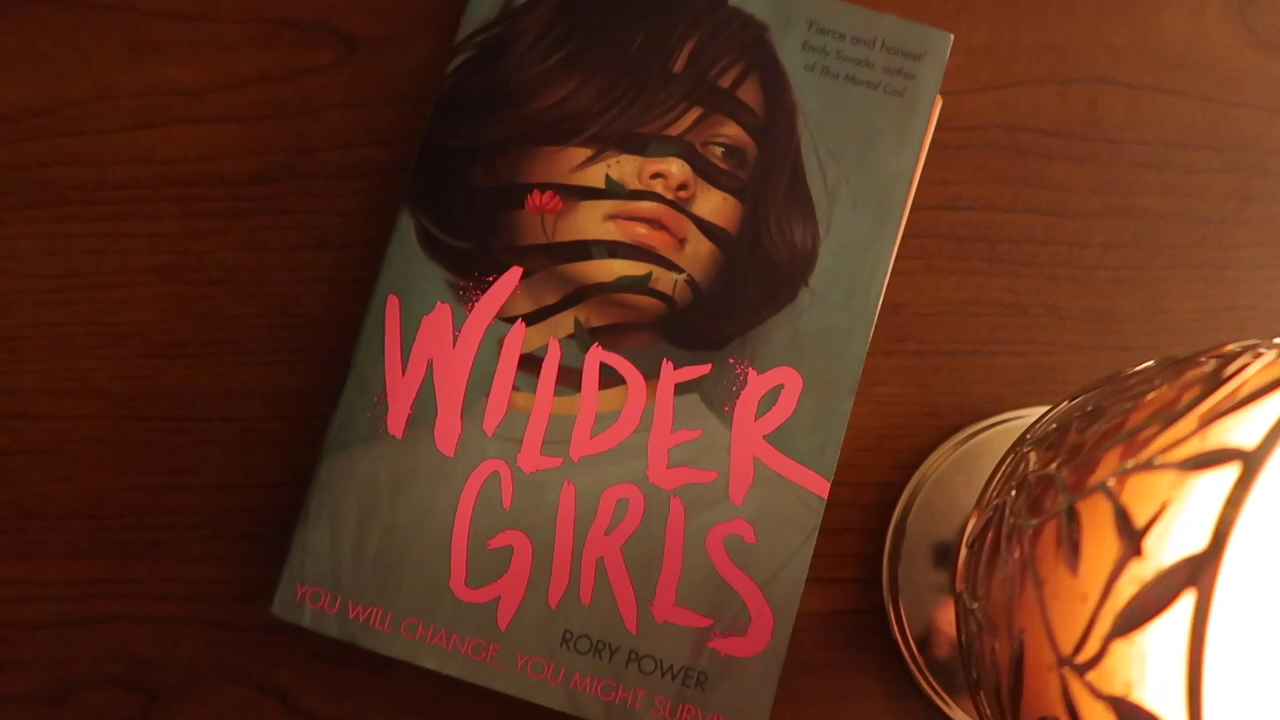 'Fierce and honest'
Emily Suvada, author
of This Mortal Coil
WILDER
GIRLS
RORY POWER
YOU WILL CHANGE. YOU MIGHT SURVI